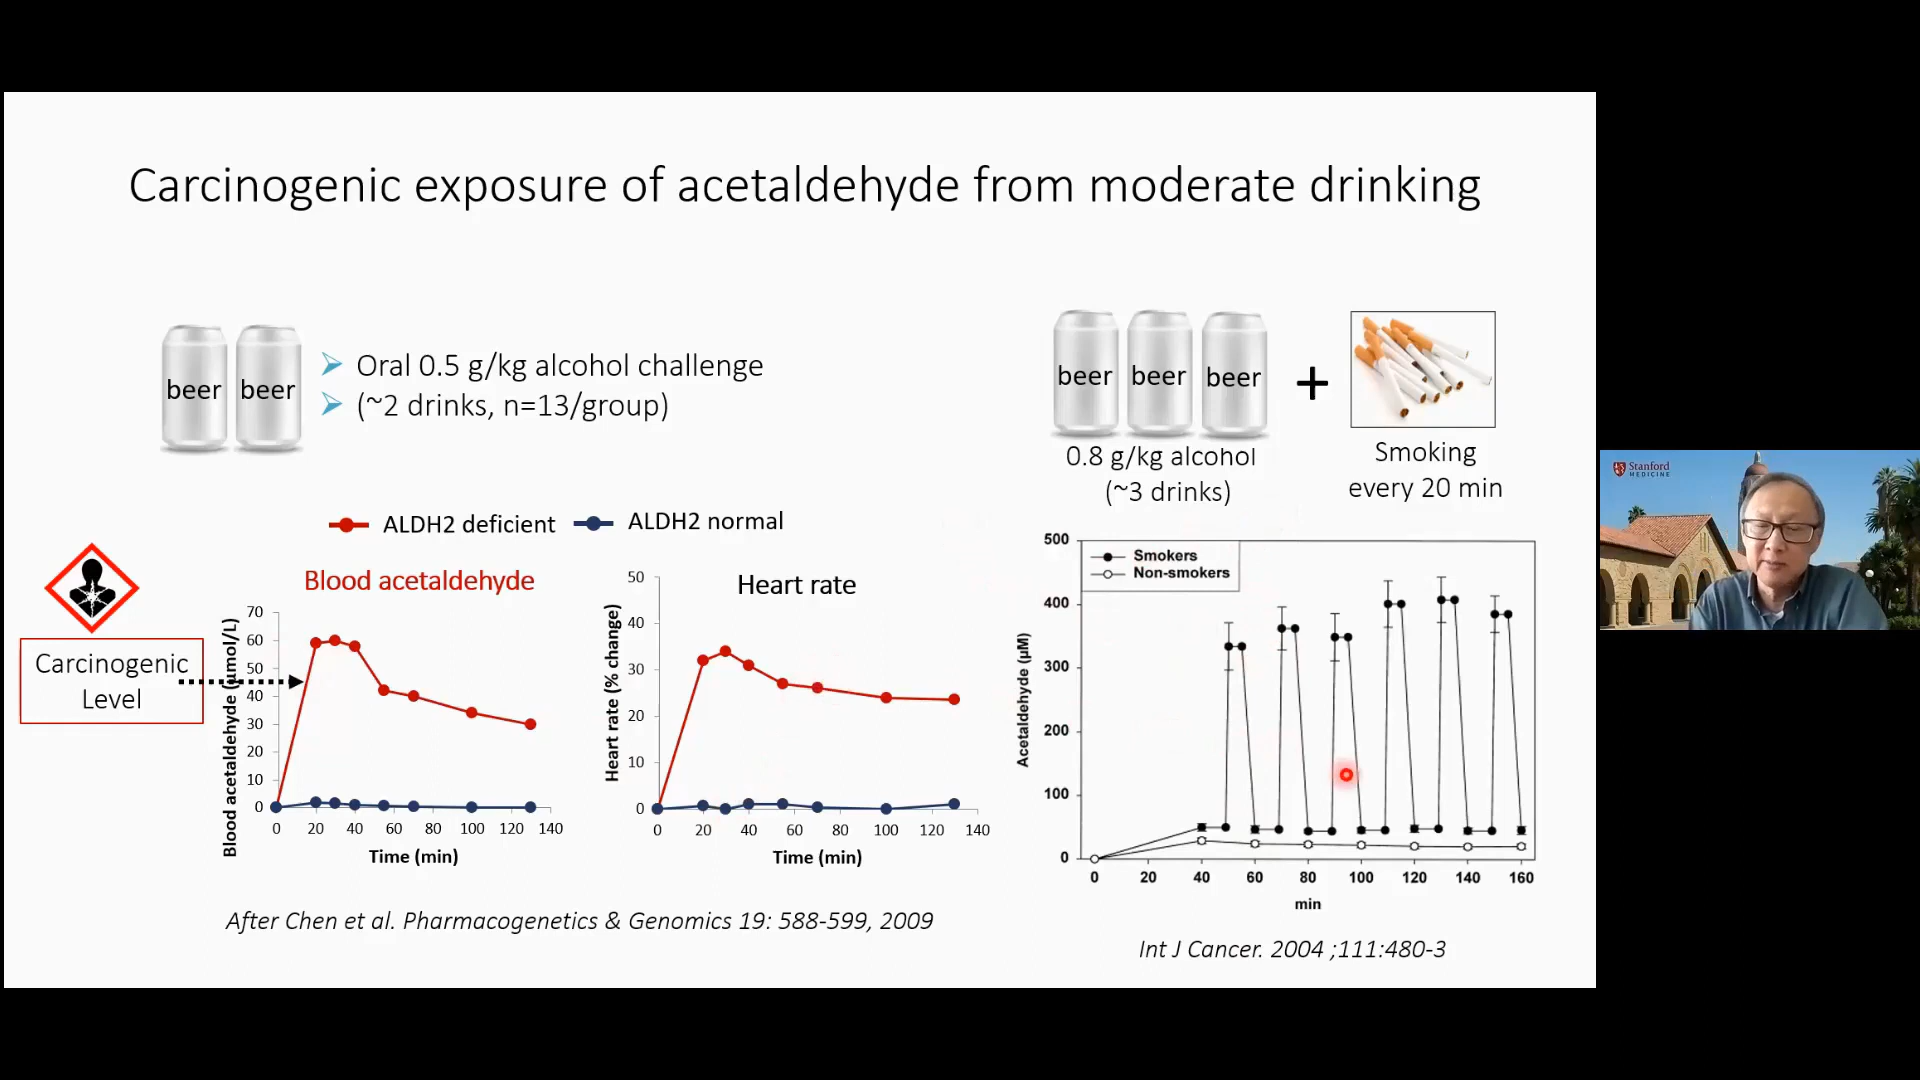 Carcinogenic exposure of acetaldehyde from moderate drinking
beer
beer
Oral 0.5 g/kg alcohol challenge
(~2 drinks, n=13/group)
beer
beer
beer
+
0.8 g/kg alcohol
(~3 drinks)
Smoking
every 20 min
ALDH2 deficient
ALDH2 normal
Carcinogenic
Level
Blood acetaldehyde
Blood acetaldehyde (µmol/L)
70
60
50
40
30
20
10
0
0 20 40 60 80 100 120 140
Time (min)
Heart rate
Heart rate (% change)
50
40
30
20
10
0
0 20 40 60 80 100 120 140
Time (min)
Smokers
Non-smokers
Acetaldehyde (µM)
500
400
300
200
100
0
0 20 40 60 80 100 120 140 160
min
After Chen et al. Pharmacogenetics & Genomics 19: 588-599, 2009
Int J Cancer. 2004 ;111:480-3
Stanford
MEDICINE